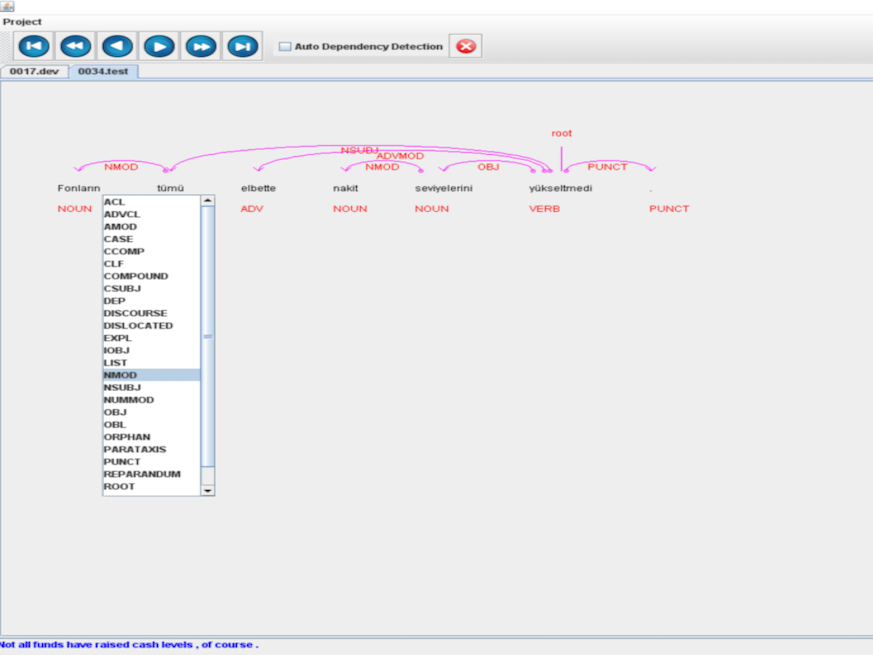 Project
Auto Dependency Detection
0017.dev 0034.test
root
NSUBJ
ADVMOD
NMOD NMOD OBJ PUNCT
Fonların tümü elbette nakit seviyelerini yükseltmedi .
NOUN ADV NOUN NOUN VERB PUNCT
ACL
ADVCL
AMOD
CASE
CCOMP
CLF
COMPOUND
CSUBJ
DEP
DISCOURSE
DISLOCATED
EXPL
IOBJ
LIST
NMOD
NSUBJ
NUMMOD
OBJ
OBL
ORPHAN
PARATAXIS
PUNCT
REPARANDUM
ROOT
Not all funds have raised cash levels , of course .